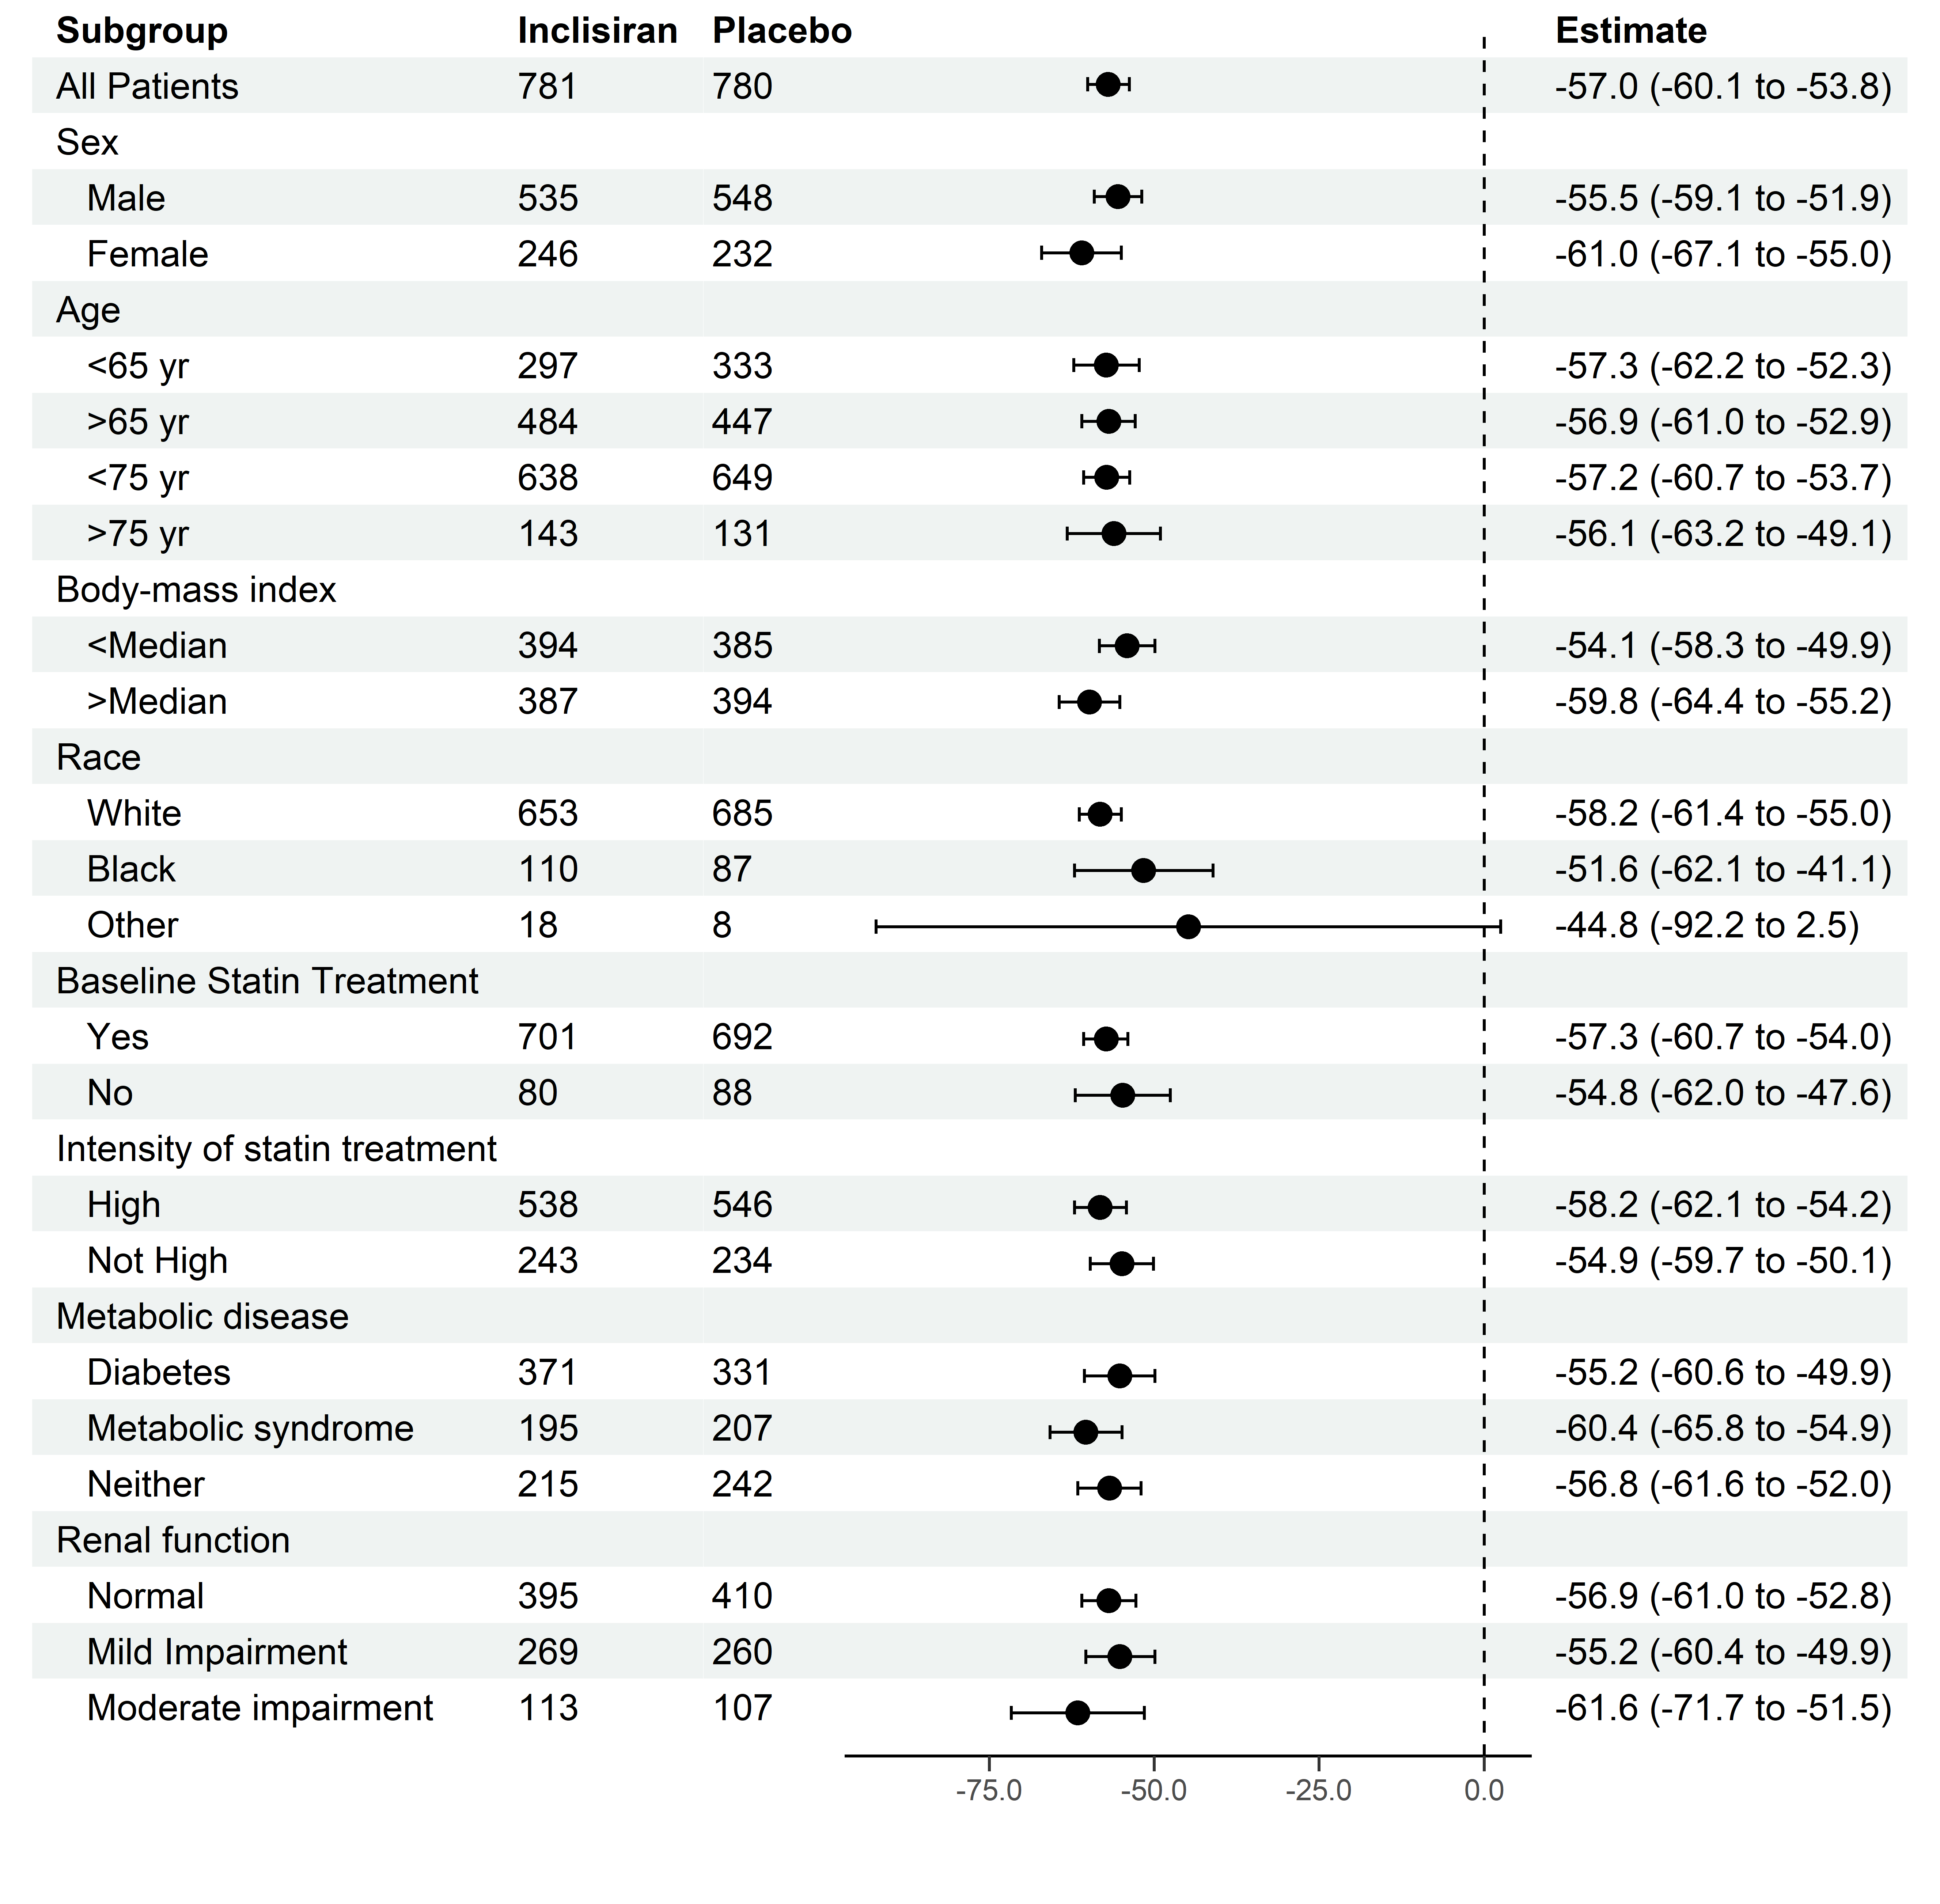 Subgroup Inclisiran Placebo Estimate
All Patients 781 780 -57.0 (-60.1 to -53.8)
Sex
Male 535 548 -55.5 (-59.1 to -51.9)
Female 246 232 -61.0 (-67.1 to -55.0)
Age
<65 yr 297 333 -57.3 (-62.2 to -52.3)
>65 yr 484 447 -56.9 (-61.0 to -52.9)
<75 yr 638 649 -57.2 (-60.7 to -53.7)
>75 yr 143 131 -56.1 (-63.2 to -49.1)
Body-mass index
<Median 394 385 -54.1 (-58.3 to -49.9)
>Median 387 394 -59.8 (-64.4 to -55.2)
Race
White 653 685 -58.2 (-61.4 to -55.0)
Black 110 87 -51.6 (-62.1 to -41.1)
Other 18 8 -44.8 (-92.2 to 2.5)
Baseline Statin Treatment
Yes 701 692 -57.3 (-60.7 to -54.0)
No 80 88 -54.8 (-62.0 to -47.6)
Intensity of statin treatment
High 538 546 -58.2 (-62.1 to -54.2)
Not High 243 234 -54.9 (-59.7 to -50.1)
Metabolic disease
Diabetes 371 331 -55.2 (-60.6 to -49.9)
Metabolic syndrome 195 207 -60.4 (-65.8 to -54.9)
Neither 215 242 -56.8 (-61.6 to -52.0)
Renal function
Normal 395 410 -56.9 (-61.0 to -52.8)
Mild Impairment 269 260 -55.2 (-60.4 to -49.9)
Moderate impairment 113 107 -61.6 (-71.7 to -51.5)
-75.0 -50.0 -25.0 0.0